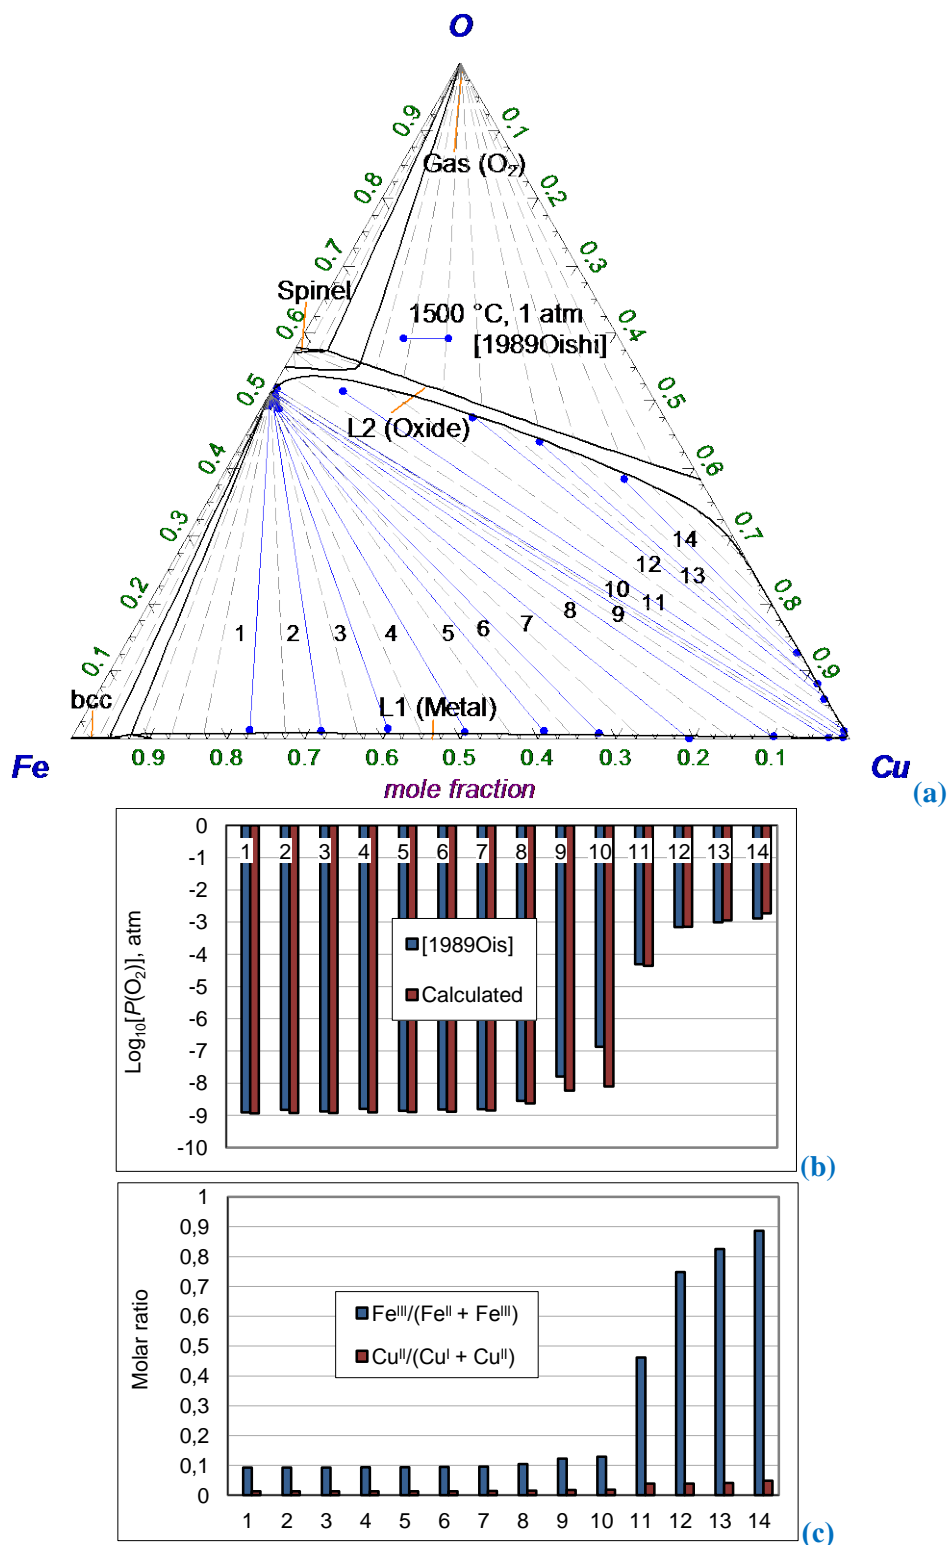 O
0.9
0.1
Gas (O₂)
0.8
0.2
0.7
0.3
Spinel
1500 °C, 1 atm
0.6
0.4
[1989Oishi]
0.5
0.5
L2 (Oxide)
0.4
0.6
0.3
0.7
14
12
13
10
11
0.2
0.8
8
9
7
6
5
4
3
2
1
0.1
0.9
bcc
L1 (Metal)
Fe
0.9 0.8 0.7 0.6 0.5 0.4 0.3 0.2 0.1
Cu
mole fraction
(a)
Log₁₀[P(O₂)], atm
0
-1
-2
-3
-4
-5
-6
-7
-8
-9
-10
1 2 3 4 5 6 7 8 9 10 11 12 13 14
[1989Ois]
Calculated
(b)
Molar ratio
1
0,9
0,8
0,7
0,6
0,5
0,4
0,3
0,2
0,1
0
Feᴵᴵᴵ/(Feᴵᴵ + Feᴵᴵᴵ)
Cuᴵᴵ/(Cuᴵ + Cuᴵᴵ)
1 2 3 4 5 6 7 8 9 10 11 12 13 14
(c)